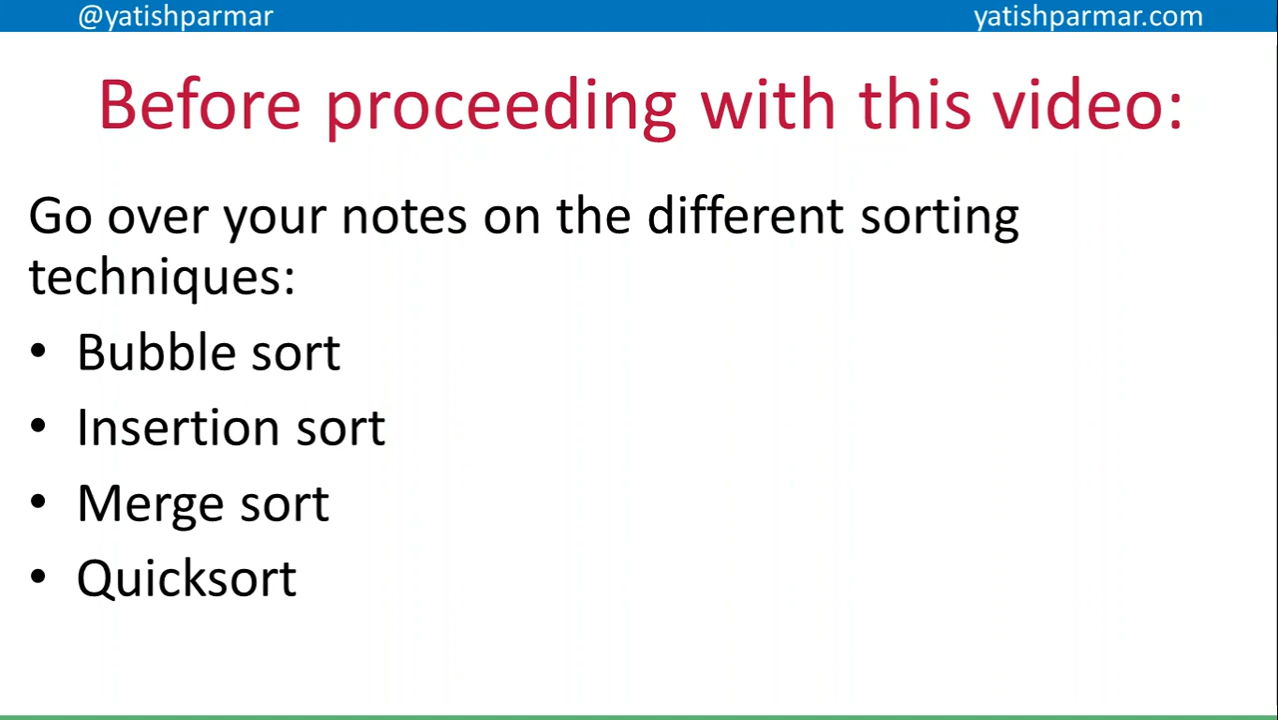 @yatishparmar
yatishparmar.com
Before proceeding with this video:
Go over your notes on the different sorting
techniques:
• Bubble sort
• Insertion sort
• Merge sort
• Quicksort